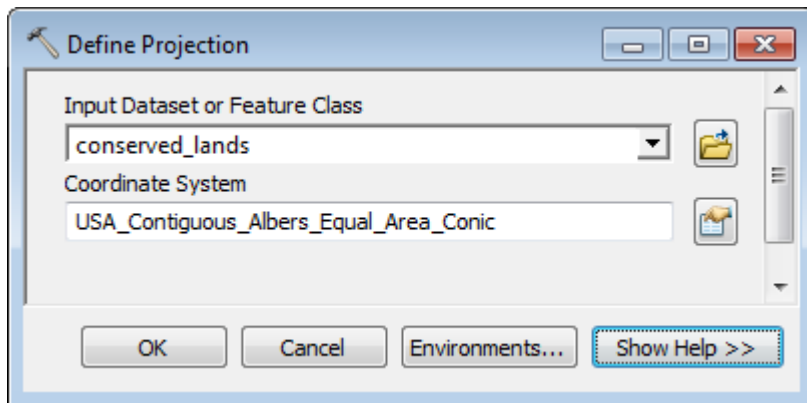 Define Projection
Input Dataset or Feature Class
conserved_lands
Coordinate System
USA_Contiguous_Albers_Equal_Area_Conic
OK Cancel Environments... Show Help >>